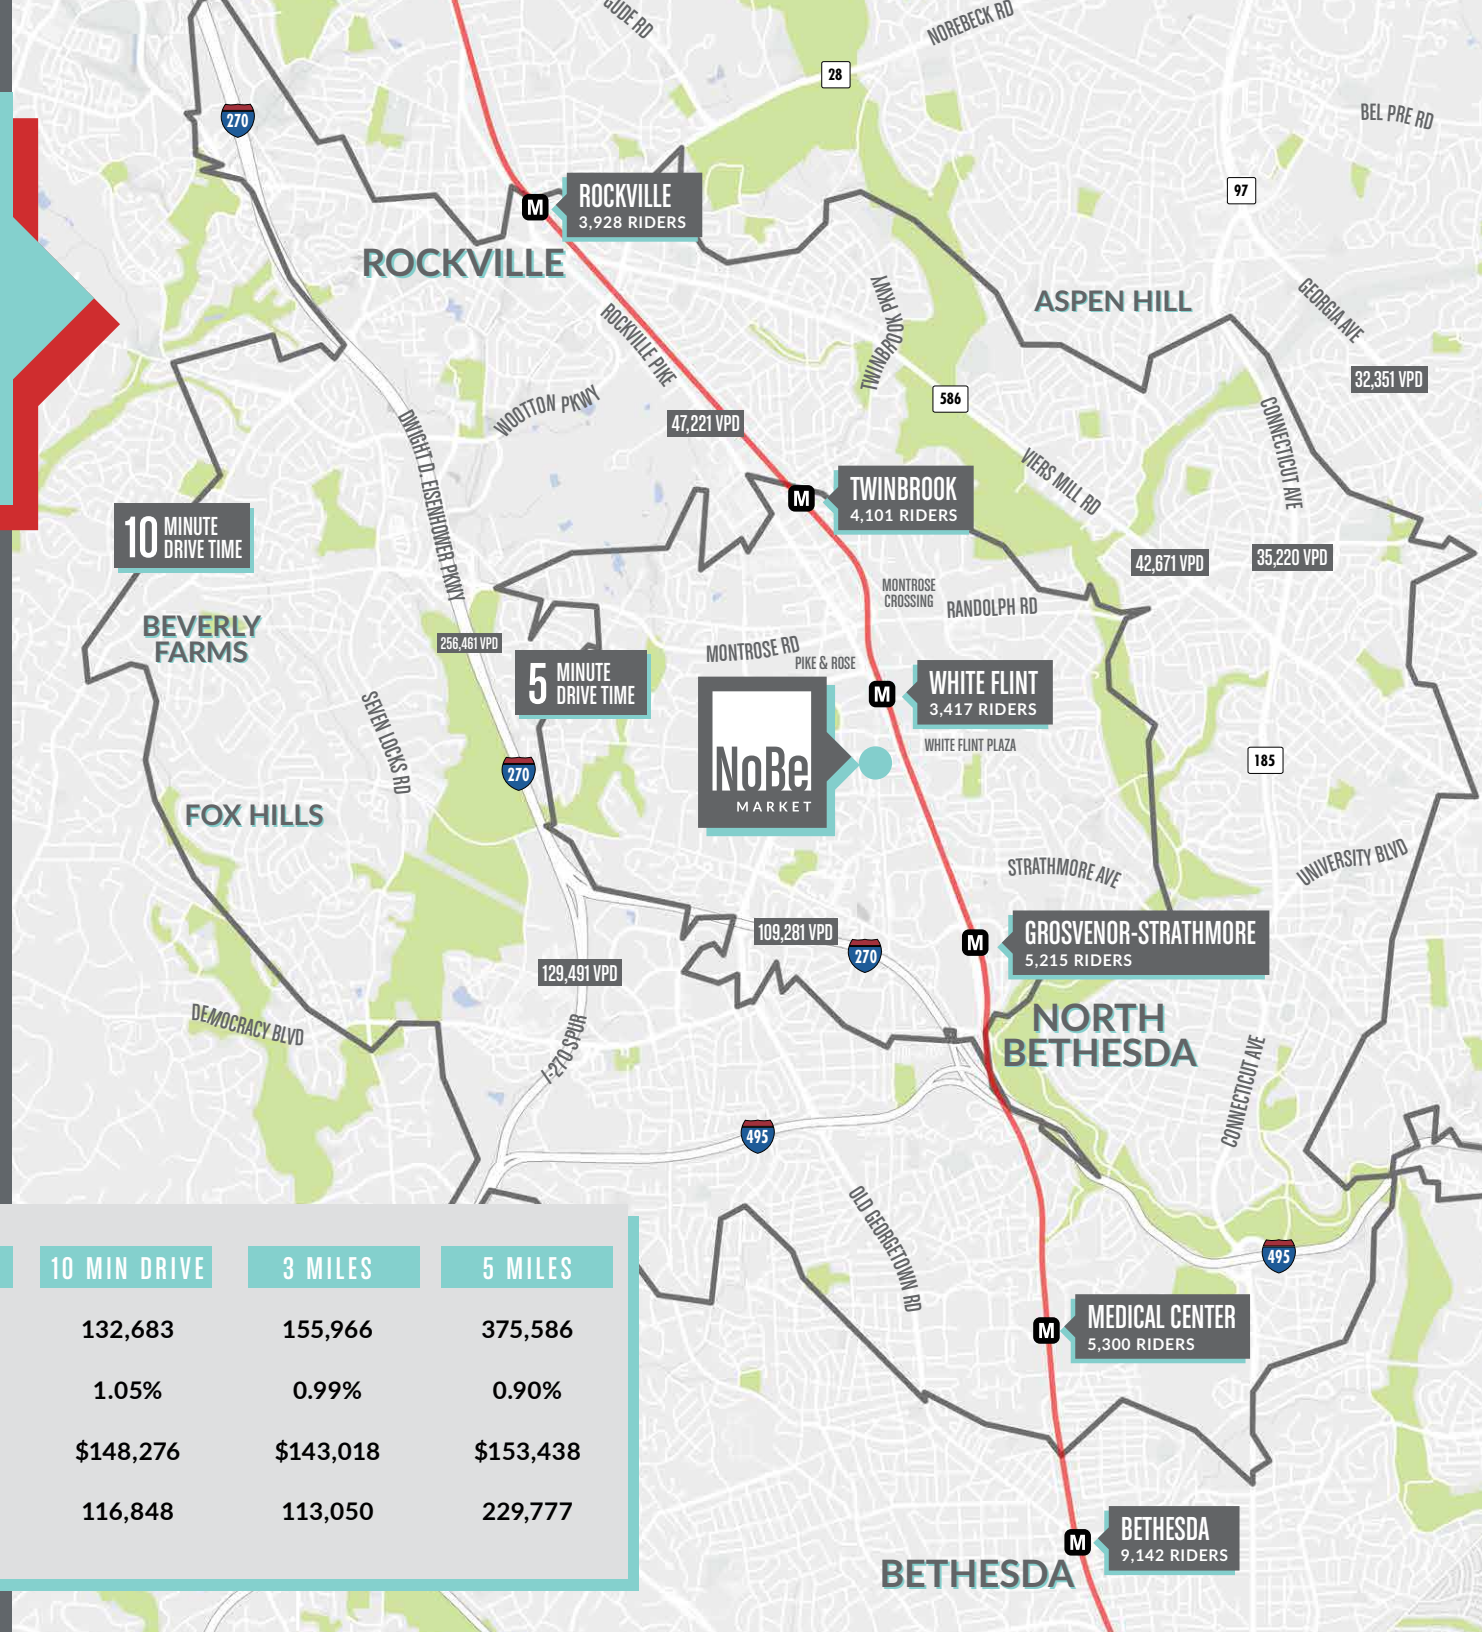 GUDE RD
NOREBECK RD
28
BEL PRE RD
270
97
ROCKVILLE
3,928 RIDERS
ROCKVILLE
ASPEN HILL
TWINBROOK PKWY
GEORGIA AVE
ROCKVILLE PIKE
32,351 VPD
586
WOOTTON PKWY
47,221 VPD
CONNECTICUT AVE
DWIGHT D. EISENHOWER PKWY
VIERS MILL RD
TWINBROOK
4,101 RIDERS
10 MINUTE
DRIVE TIME
42,671 VPD
35,220 VPD
MONTROSE
CROSSING
RANDOLPH RD
BEVERLY
FARMS
256,461 VPD
MONTROSE RD
PIKE & ROSE
5 MINUTE
DRIVE TIME
WHITE FLINT
3,417 RIDERS
SEVEN LOCKS RD
WHITE FLINT PLAZA
NoBe
MARKET
270
185
FOX HILLS
STRATHMORE AVE
UNIVERSITY BLVD
109,281 VPD
270
GROSVENOR-STRATHMORE
5,215 RIDERS
129,491 VPD
DEMOCRACY BLVD
I-270 SPUR
NORTH
BETHESDA
CONNECTICUT AVE
495
OLD GEORGETOWN RD
495
10 MIN DRIVE 3 MILES 5 MILES
132,683 155,966 375,586
1.05% 0.99% 0.90%
$148,276 $143,018 $153,438
116,848 113,050 229,777
MEDICAL CENTER
5,300 RIDERS
BETHESDA
9,142 RIDERS
BETHESDA
M
M
M
M
M
M